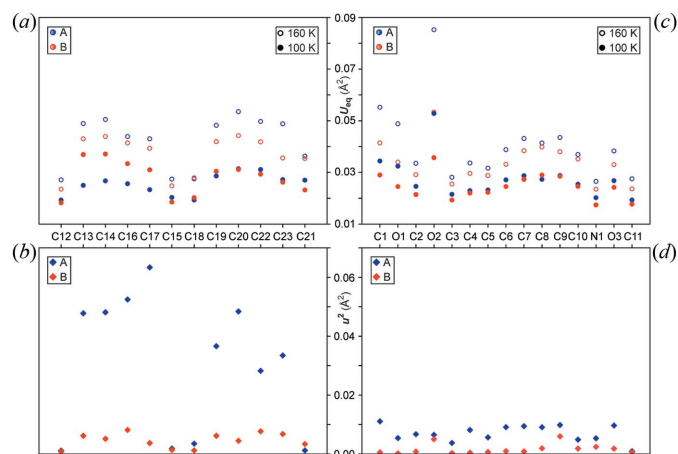 (a)
(c)
A
B
160 K
100 K
A
B
160 K
100 K
0.09
0.07
0.05
0.03
0.01
Ueq (Å²)
C12 C13 C14 C16 C17 C15 C18 C19 C20 C22 C23 C21
C1 O1 C2 O2 C3 C4 C5 C6 C7 C8 C9 C10 N1 O3 C11
(b)
(d)
A
B
A
B
0.06
0.04
0.02
0.00
u² (Å²)